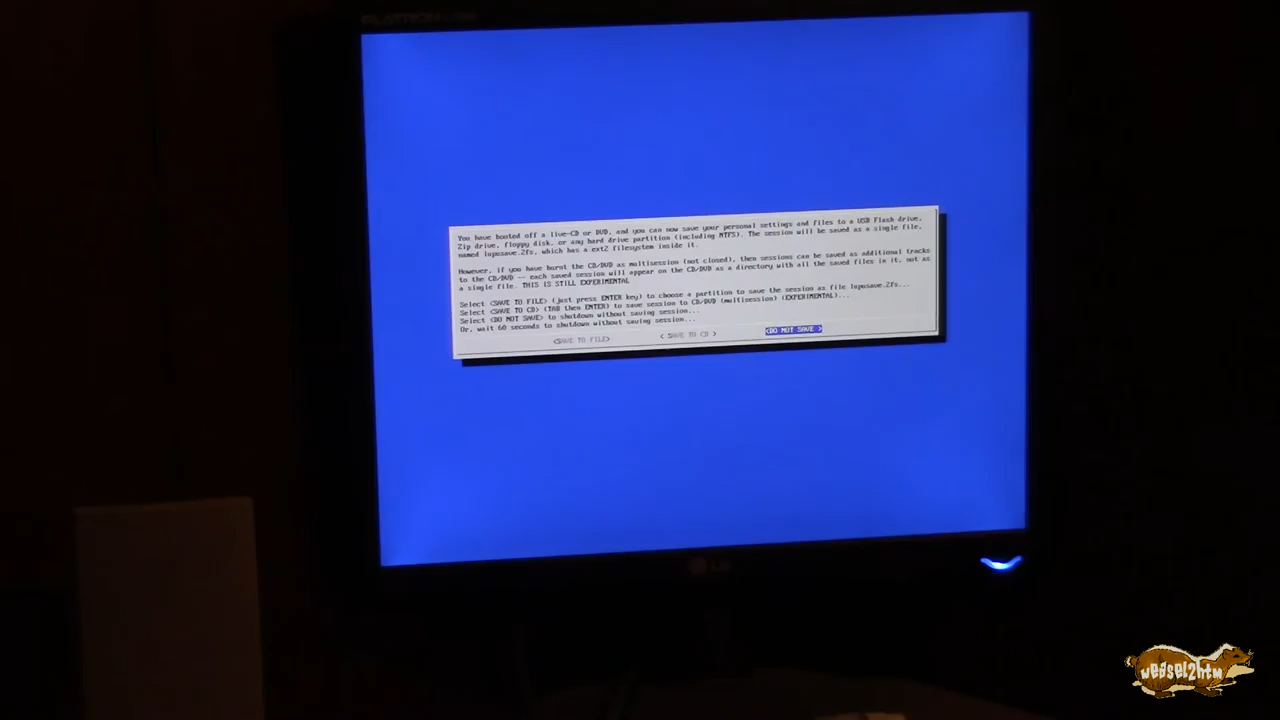 FLATRON
You have booted off a live-CD or DVD, and you can now save your personal settings and files to a USB Flash drive,
Zip drive, floppy disk, or any hard drive partition (including NTFS). The session will be saved as a single file,
named lupusave.2fs, which has a ext2 filesystem inside it.
However, if you have burnt the CD/DVD as multisession (not closed), then sessions can be saved as additional tracks
to the CD/DVD -- each saved session will appear on the CD/DVD as a directory with all the saved files in it, not as
a single file. THIS IS STILL EXPERIMENTAL
Select <SAVE TO FILE> (just press ENTER key) to choose a partition to save the session as file lupusave.2fs...
Select <SAVE TO CD> (TAB then ENTER) to save session to CD/DVD (multisession) (EXPERIMENTAL)...
Select <DO NOT SAVE> to shutdown without saving session...
Or, wait 60 seconds to shutdown without saving session...
<SAVE TO FILE> < SAVE TO CD > <DO NOT SAVE >
LG
weasel2htm